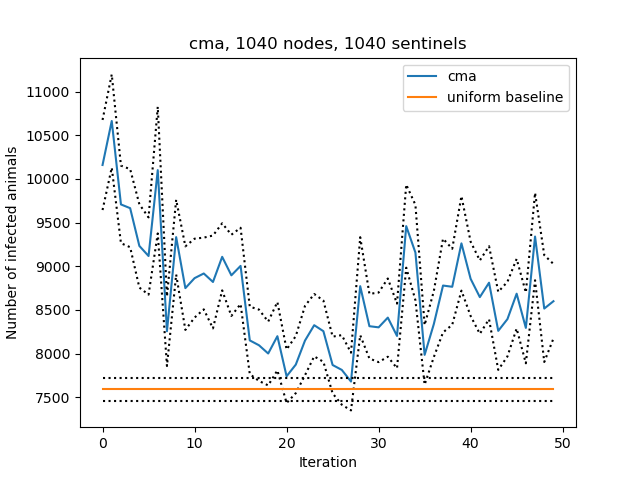 cma, 1040 nodes, 1040 sentinels
cma
uniform baseline
Number of infected animals
11000
10500
10000
9500
9000
8500
8000
7500
0
10
20
30
40
50
Iteration